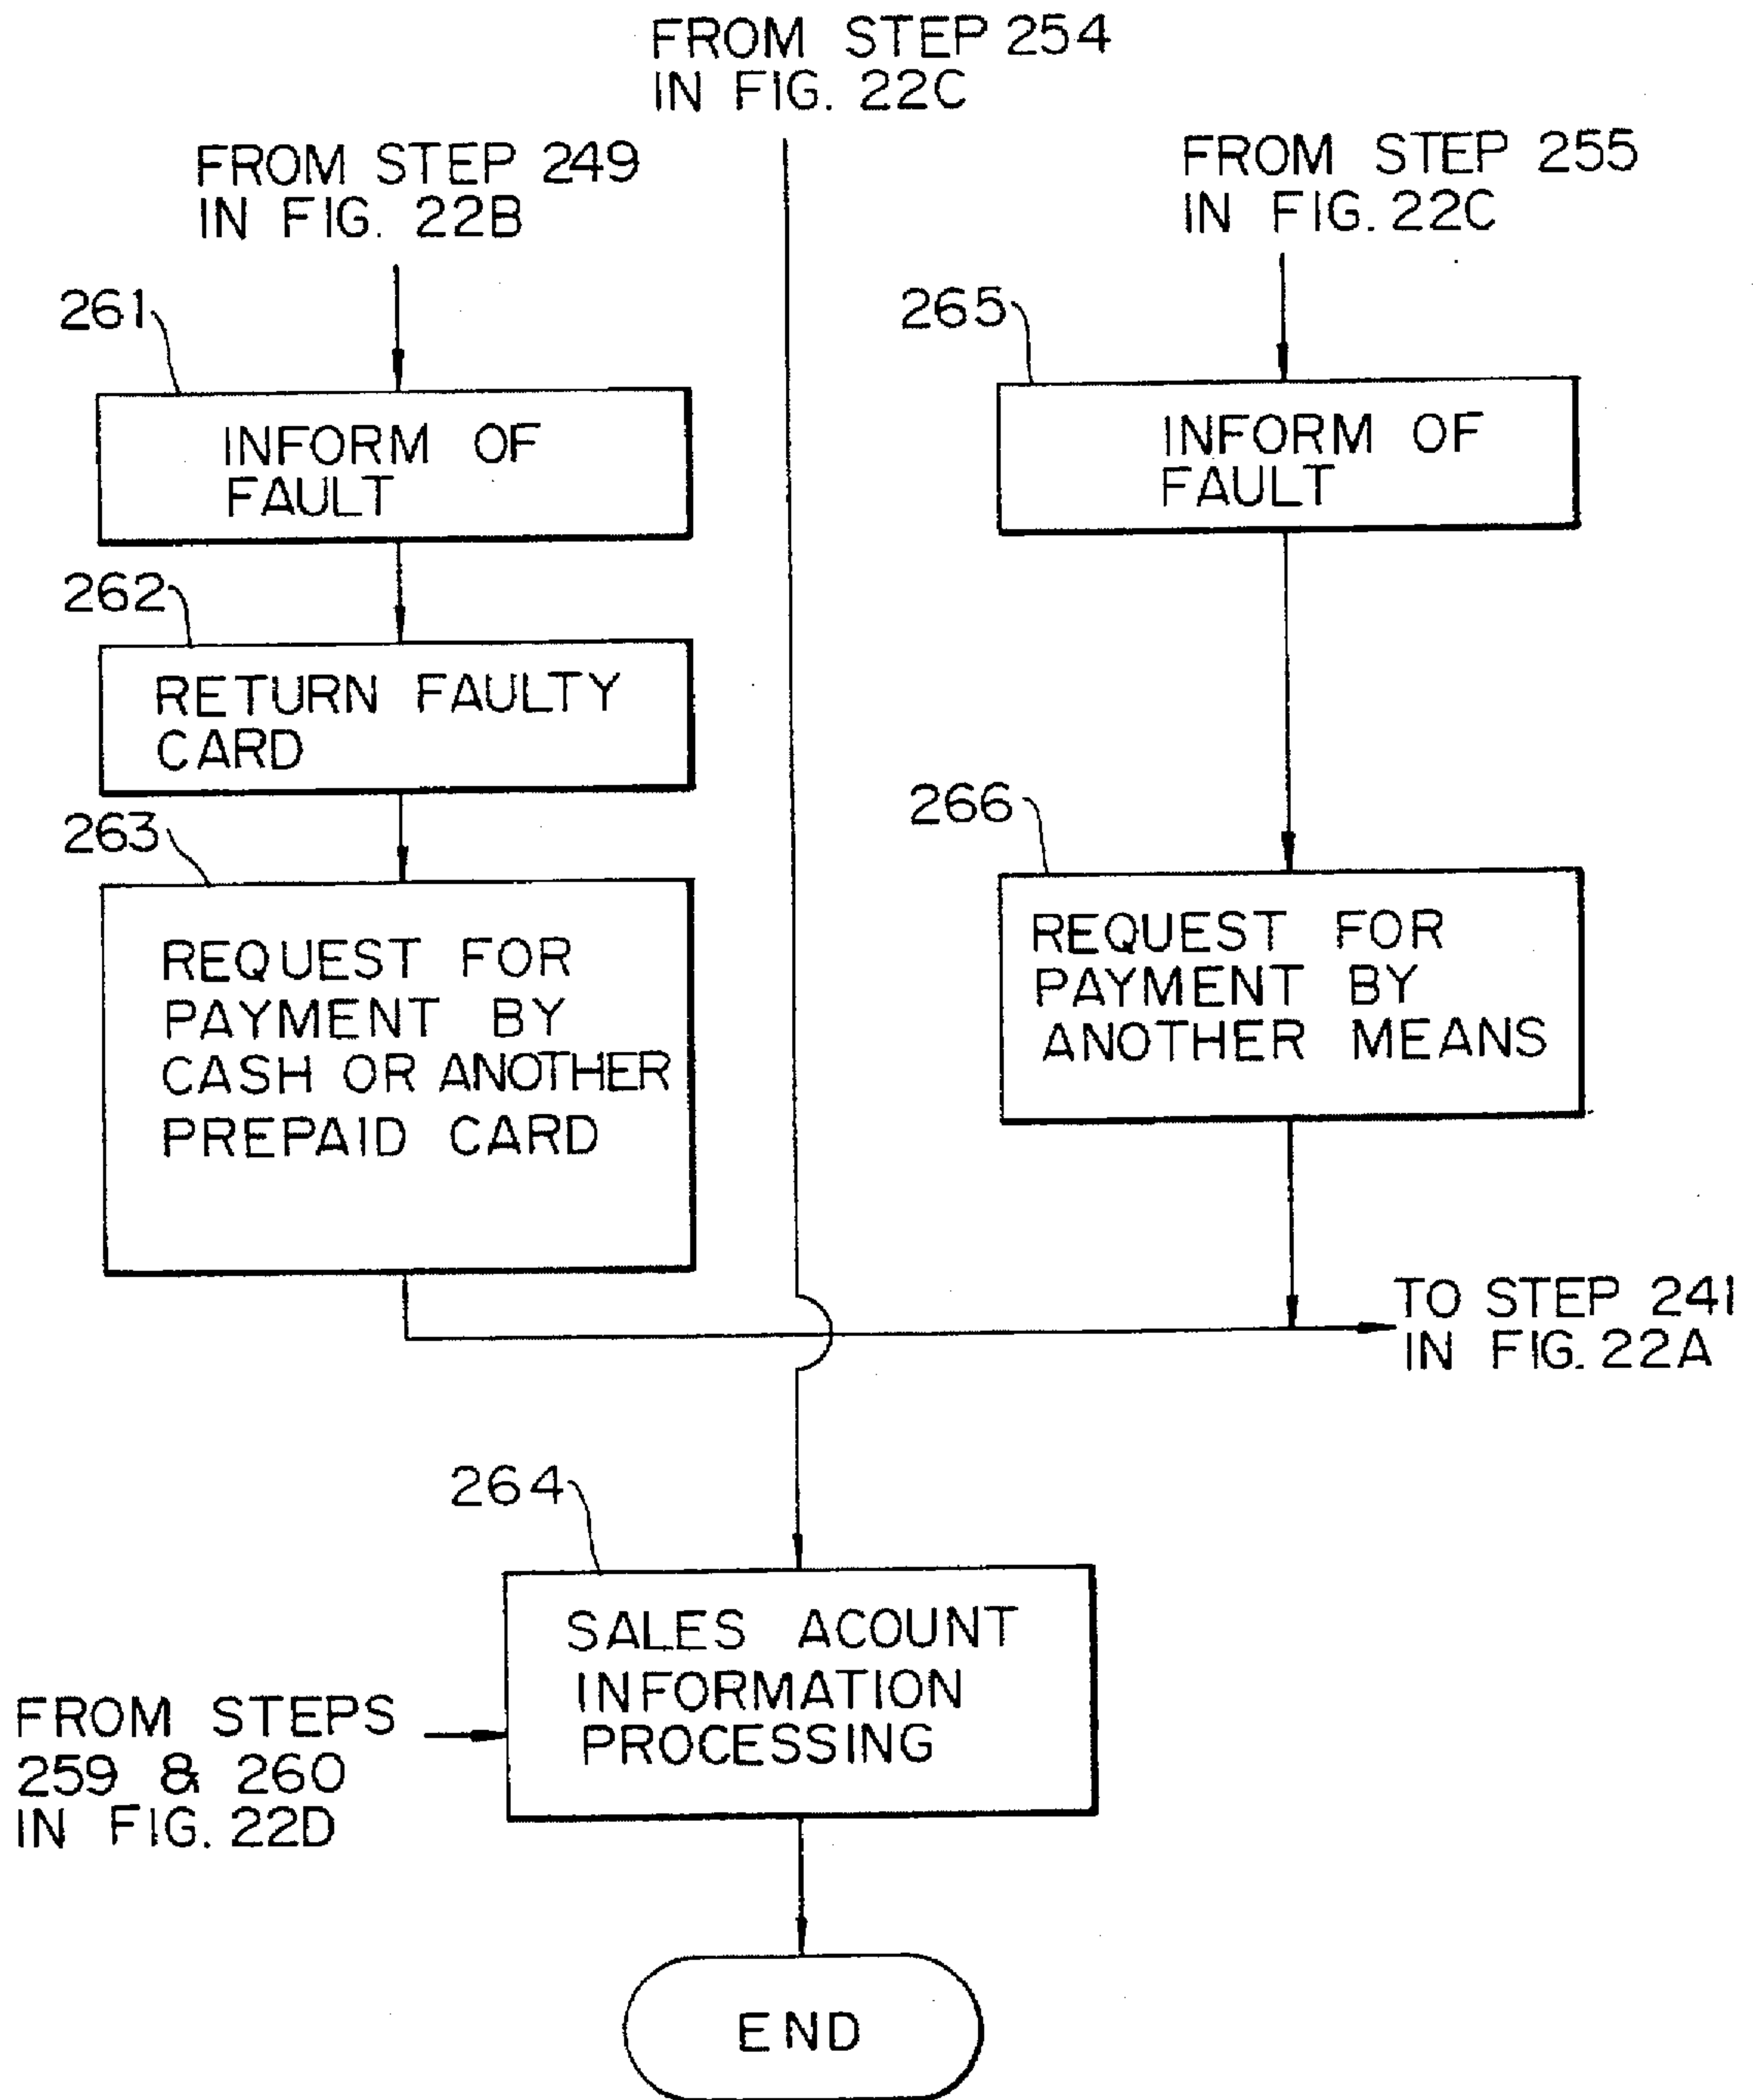 FROM STEP 254
IN FIG. 22C
FROM STEP 249
IN FIG. 22B
FROM STEP 255
IN FIG. 22C
261
INFORM OF
FAULT
265
INFORM OF
FAULT
262
RETURN FAULTY
CARD
263
REQUEST FOR
PAYMENT BY
CASH OR ANOTHER
PREPAID CARD
266
REQUEST FOR
PAYMENT BY
ANOTHER MEANS
TO STEP 241
IN FIG. 22A
264
SALES ACOUNT
INFORMATION
PROCESSING
FROM STEPS
259 & 260
IN FIG. 22D
END